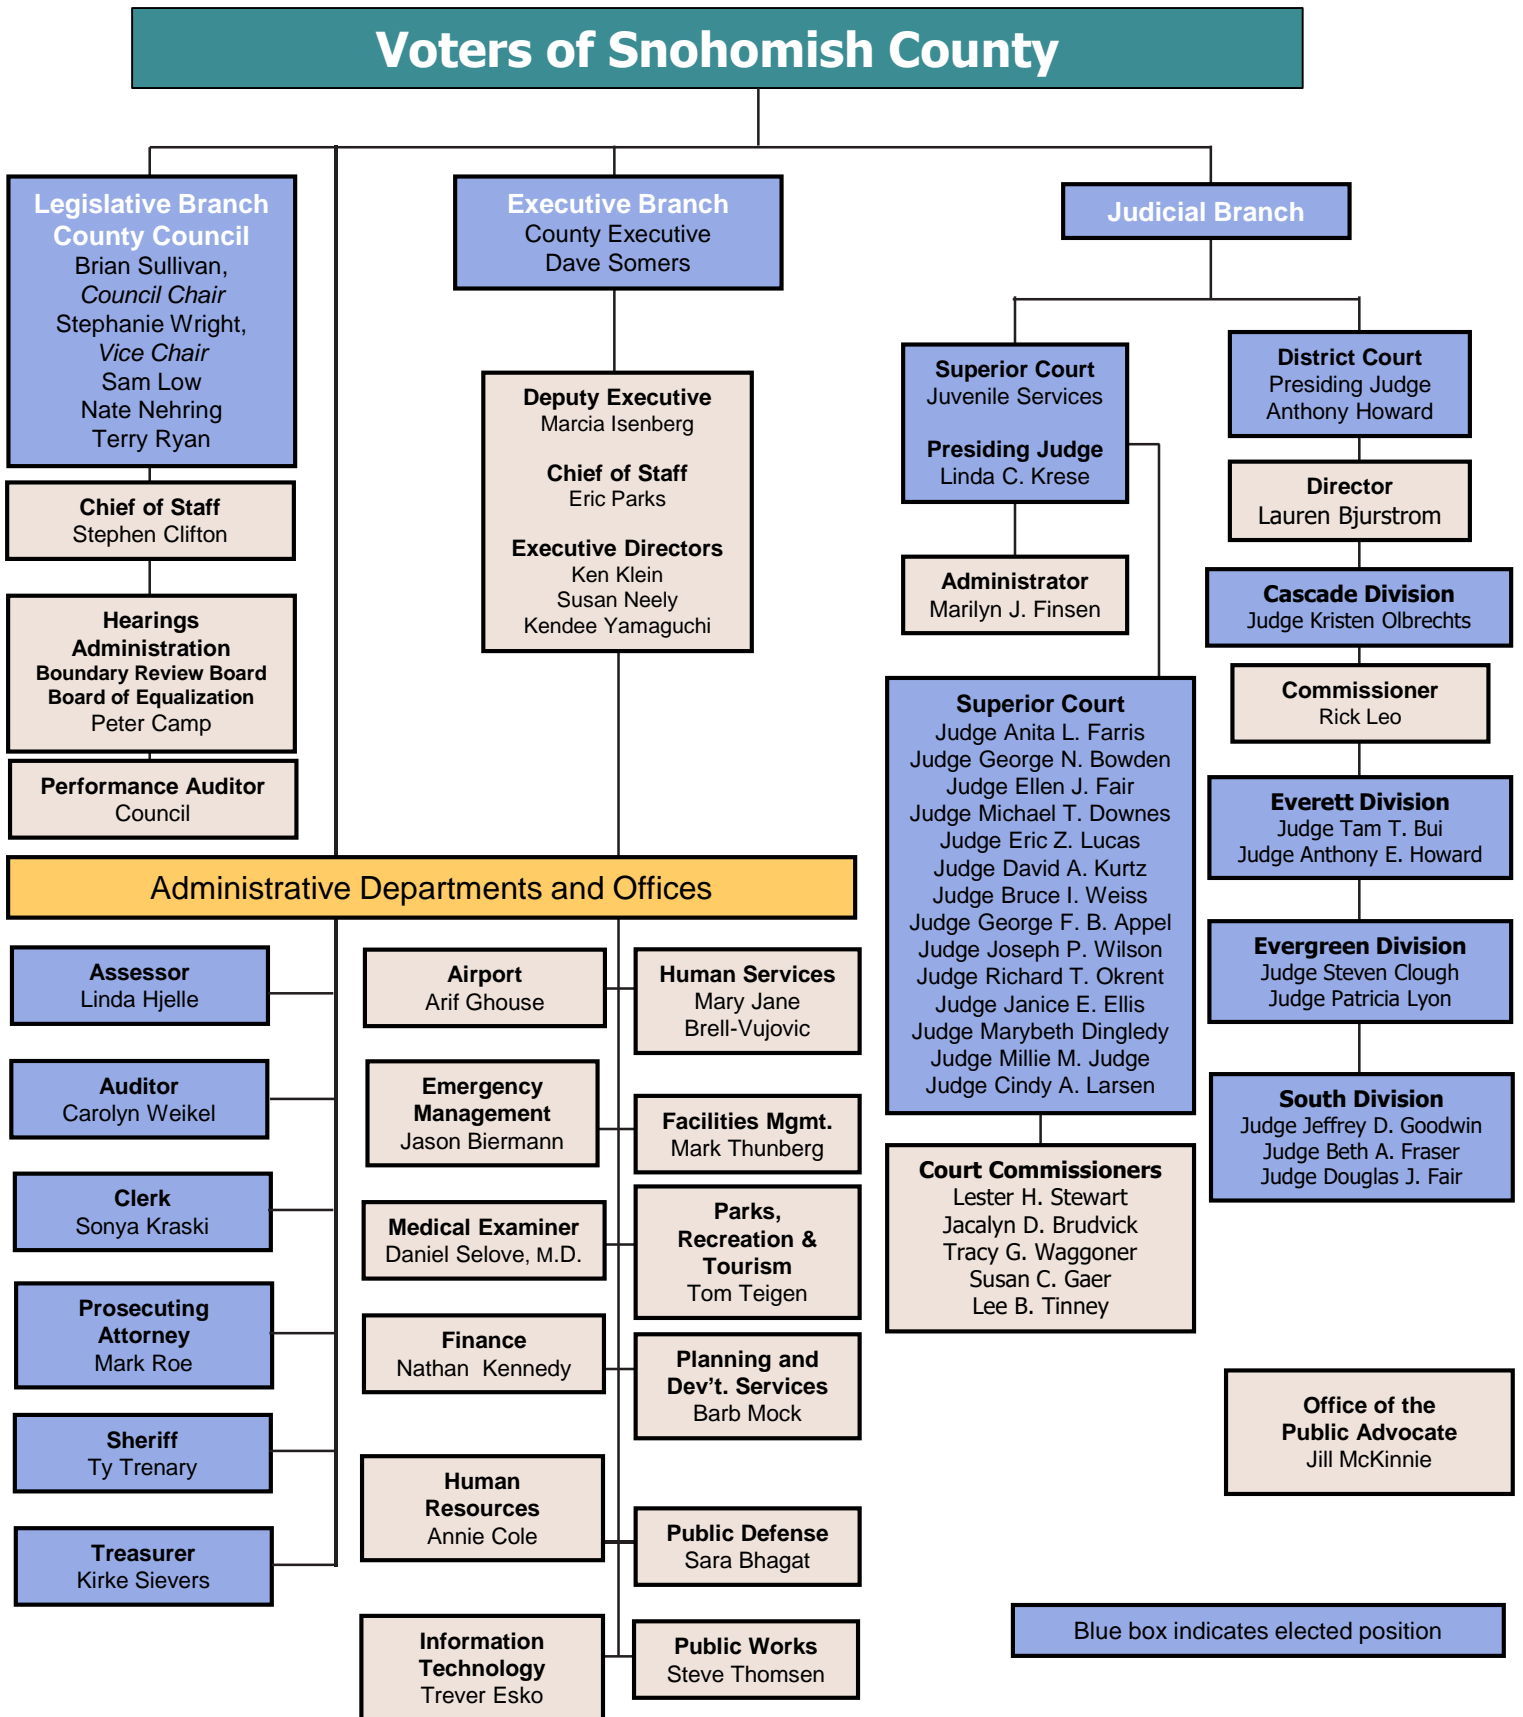 Voters of Snohomish County
Legislative Branch
County Council
Brian Sullivan,
Council Chair
Stephanie Wright,
Vice Chair
Sam Low
Nate Nehring
Terry Ryan
Chief of Staff
Stephen Clifton
Hearings
Administration
Boundary Review Board
Board of Equalization
Peter Camp
Performance Auditor
Council
Executive Branch
County Executive
Dave Somers
Deputy Executive
Marcia Isenberg
Chief of Staff
Eric Parks
Executive Directors
Ken Klein
Susan Neely
Kendee Yamaguchi
Judicial Branch
Superior Court
Juvenile Services
Presiding Judge
Linda C. Krese
Administrator
Marilyn J. Finsen
Superior Court
Judge Anita L. Farris
Judge George N. Bowden
Judge Ellen J. Fair
Judge Michael T. Downes
Judge Eric Z. Lucas
Judge David A. Kurtz
Judge Bruce I. Weiss
Judge George F. B. Appel
Judge Joseph P. Wilson
Judge Richard T. Okrent
Judge Janice E. Ellis
Judge Marybeth Dingledy
Judge Millie M. Judge
Judge Cindy A. Larsen
Court Commissioners
Lester H. Stewart
Jacalyn D. Brudvick
Tracy G. Waggoner
Susan C. Gaer
Lee B. Tinney
District Court
Presiding Judge
Anthony Howard
Director
Lauren Bjurstrom
Cascade Division
Judge Kristen Olbrechts
Commissioner
Rick Leo
Everett Division
Judge Tam T. Bui
Judge Anthony E. Howard
Evergreen Division
Judge Steven Clough
Judge Patricia Lyon
South Division
Judge Jeffrey D. Goodwin
Judge Beth A. Fraser
Judge Douglas J. Fair
Administrative Departments and Offices
Assessor
Linda Hjelle
Auditor
Carolyn Weikel
Clerk
Sonya Kraski
Prosecuting
Attorney
Mark Roe
Sheriff
Ty Trenary
Treasurer
Kirke Sievers
Airport
Arif Ghouse
Emergency
Management
Jason Biermann
Medical Examiner
Daniel Selove, M.D.
Finance
Nathan Kennedy
Human
Resources
Annie Cole
Information
Technology
Trever Esko
Human Services
Mary Jane
Brell-Vujovic
Facilities Mgmt.
Mark Thunberg
Parks,
Recreation &
Tourism
Tom Teigen
Planning and
Dev't. Services
Barb Mock
Public Defense
Sara Bhagat
Public Works
Steve Thomsen
Office of the
Public Advocate
Jill McKinnie
Blue box indicates elected position